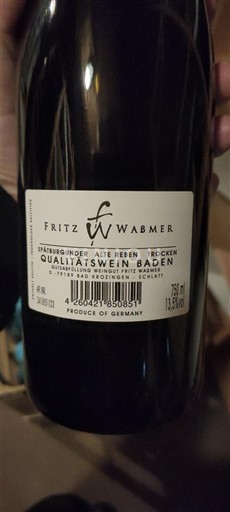 FRITZ WAßMER
SPÄTBURGUNDER ALTE REBEN TROCKEN
QUALITÄTSWEIN BADEN
GUTSABFÜLLUNG WEINGUT FRITZ WAßMER
D - 79189 BAD KROZINGEN - SCHLATT
4 260421 850851
PRODUCE OF GERMANY
750 ml
13,5%vol